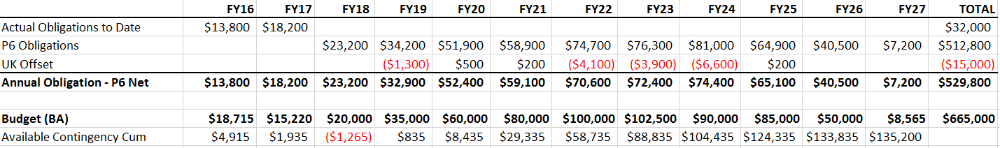 FY16 FY17 FY18 FY19 FY20 FY21 FY22 FY23 FY24 FY25 FY26 FY27 TOTAL
Actual Obligations to Date $13,800 $18,200 $32,000
P6 Obligations $23,200 $34,200 $51,900 $58,900 $74,700 $76,300 $81,000 $64,900 $40,500 $7,200 $512,800
UK Offset ($1,300) $500 $200 ($4,100) ($3,900) ($6,600) $200 ($15,000)
Annual Obligation - P6 Net $13,800 $18,200 $23,200 $32,900 $52,400 $59,100 $70,600 $72,400 $74,400 $65,100 $40,500 $7,200 $529,800
Budget (BA) $18,715 $15,220 $20,000 $35,000 $60,000 $80,000 $100,000 $102,500 $90,000 $85,000 $50,000 $8,565 $665,000
Available Contingency Cum $4,915 $1,935 ($1,265) $835 $8,435 $29,335 $58,735 $88,835 $104,435 $124,335 $133,835 $135,200